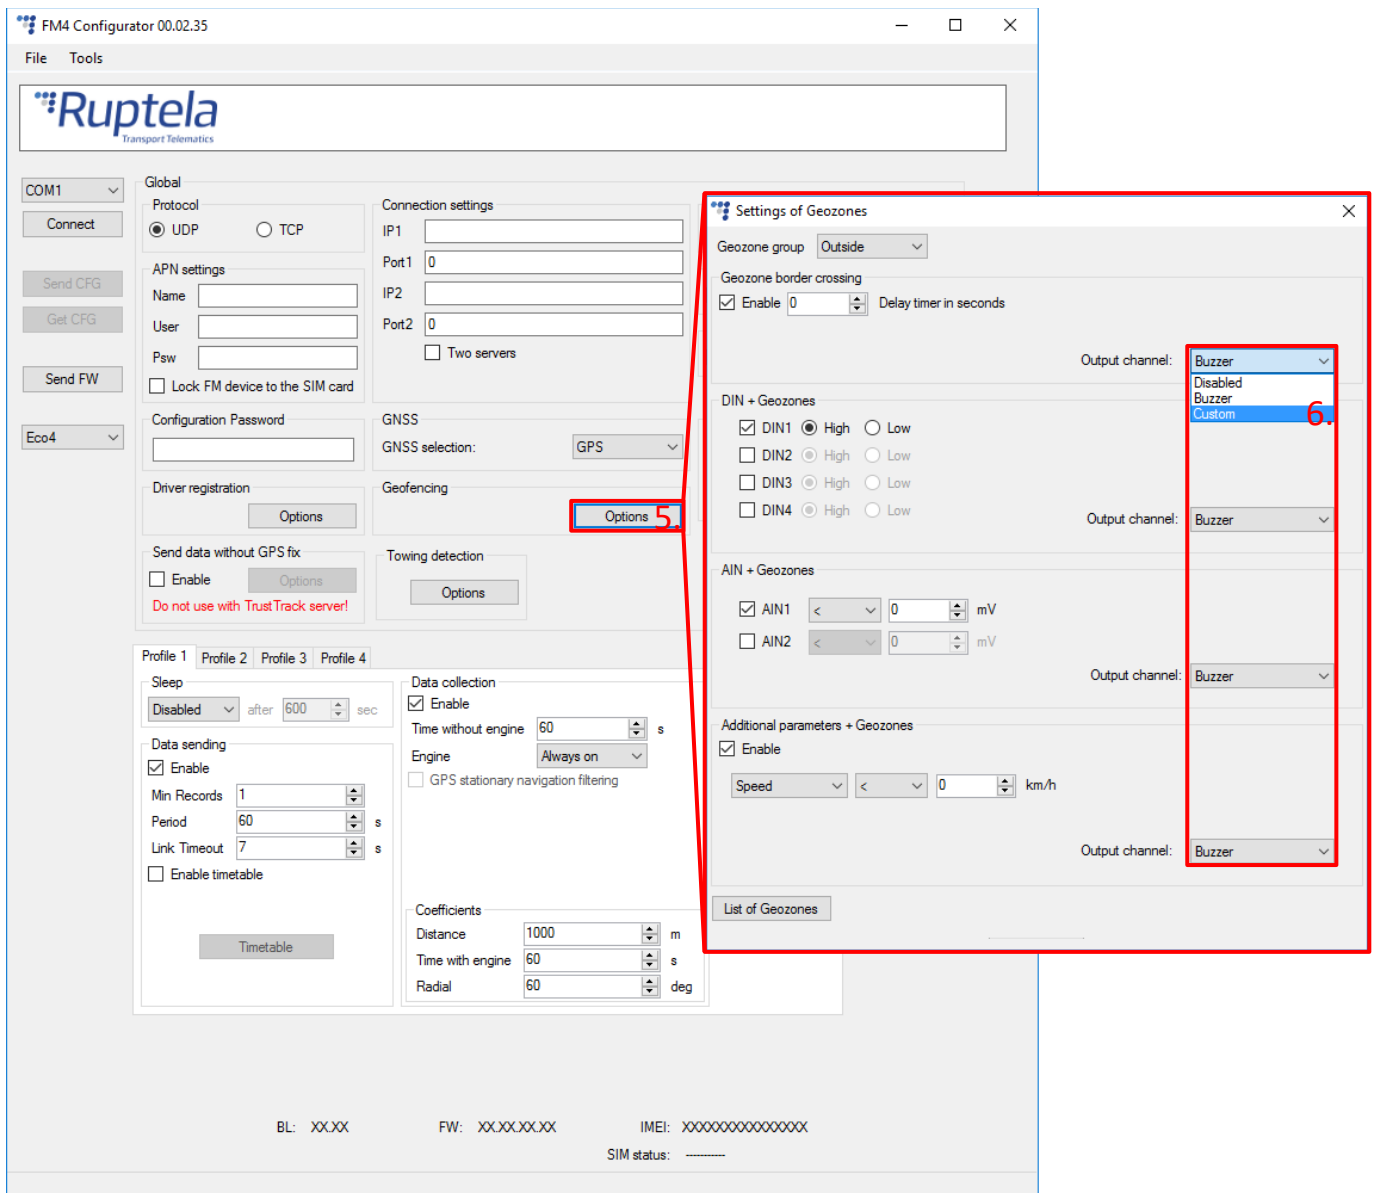 FM4 Configurator 00.02.35
File Tools
Ruptela
Transport Telematics
COM1
Connect
Send CFG
Get CFG
Send FW
Eco4
Global
Protocol
UDP TCP
APN settings
Name
User
Psw
Lock FM device to the SIM card
Configuration Password
Driver registration
Options
Send data without GPS fix
Enable Options
Do not use with TrustTrack server!
Connection settings
IP1
Port1 0
IP2
Port2 0
Two servers
GNSS
GNSS selection: GPS
Geofencing
Options 5.
Towing detection
Options
Profile 1 Profile 2 Profile 3 Profile 4
Sleep
Disabled after 600 sec
Data sending
Enable
Min Records 1
Period 60 s
Link Timeout 7 s
Enable timetable
Timetable
Data collection
Enable
Time without engine 60 s
Engine Always on
GPS stationary navigation filtering
Coefficients
Distance 1000 m
Time with engine 60 s
Radial 60 deg
BL: XX.XX FW: XX.XX.XX.XX IMEI: XXXXXXXXXXXXXXX
SIM status: -----------
Settings of Geozones
Geozone group Outside
Geozone border crossing
Enable 0 Delay timer in seconds
Output channel: Buzzer
Disabled
Buzzer
Custom 6.
DIN + Geozones
DIN1 High Low
DIN2 High Low
DIN3 High Low
DIN4 High Low
Output channel: Buzzer
AIN + Geozones
AIN1 < 0 mV
AIN2 < 0 mV
Output channel: Buzzer
Additional parameters + Geozones
Enable
Speed < 0 km/h
Output channel: Buzzer
List of Geozones